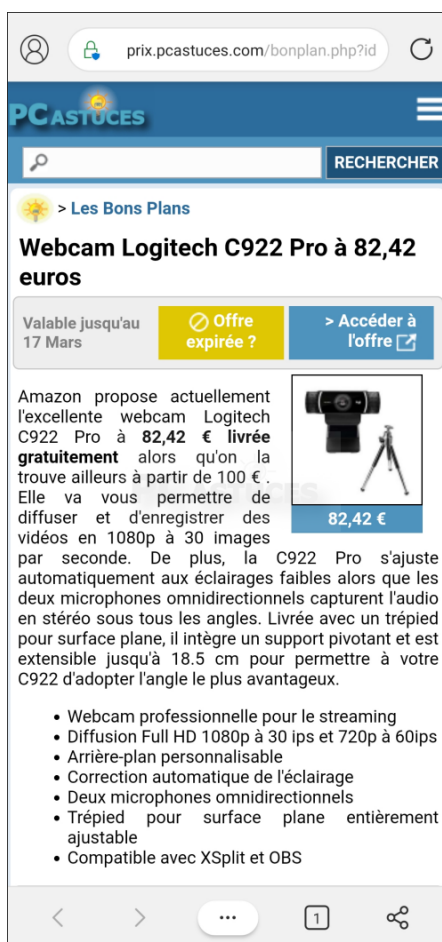 prix.pcastuces.com/bonplan.php?id
PC ASTUCES
RECHERCHER
> Les Bons Plans
Webcam Logitech C922 Pro à 82,42
euros
Valable jusqu'au
17 Mars
Offre
expirée ?
> Accéder à
l'offre
Amazon propose actuellement
l'excellente webcam Logitech
C922 Pro à 82,42 € livrée
gratuitement alors qu'on la
trouve ailleurs à partir de 100 € .
Elle va vous permettre de
diffuser et d'enregistrer des
vidéos en 1080p à 30 images
82,42 €
par seconde. De plus, la C922 Pro s'ajuste
automatiquement aux éclairages faibles alors que les
deux microphones omnidirectionnels capturent l'audio
en stéréo sous tous les angles. Livrée avec un trépied
pour surface plane, il intègre un support pivotant et est
extensible jusqu'à 18.5 cm pour permettre à votre
C922 d'adopter l'angle le plus avantageux.
• Webcam professionnelle pour le streaming
• Diffusion Full HD 1080p à 30 ips et 720p à 60ips
• Arrière-plan personnalisable
• Correction automatique de l'éclairage
• Deux microphones omnidirectionnels
• Trépied pour surface plane entièrement
ajustable
• Compatible avec XSplit et OBS
1